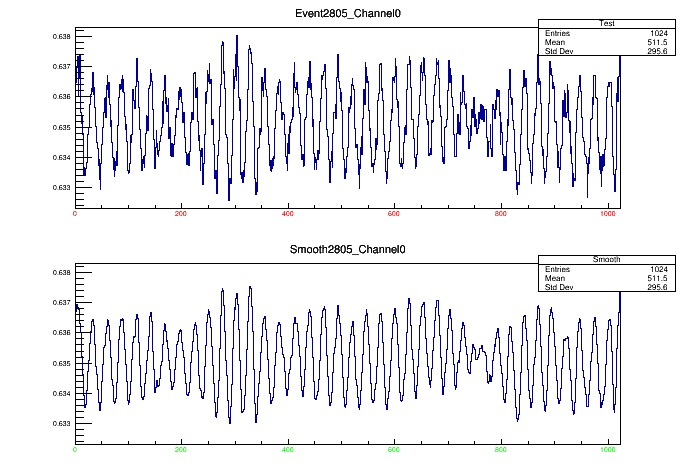 Event2805_Channel0
Test
Entries 1024
Mean 511.5
Std Dev 295.6
0.638
0.637
0.636
0.635
0.634
0.633
0 200 400 600 800 1000
Smooth2805_Channel0
Smooth
Entries 1024
Mean 511.5
Std Dev 295.6
0.638
0.637
0.636
0.635
0.634
0.633
0 200 400 600 800 1000